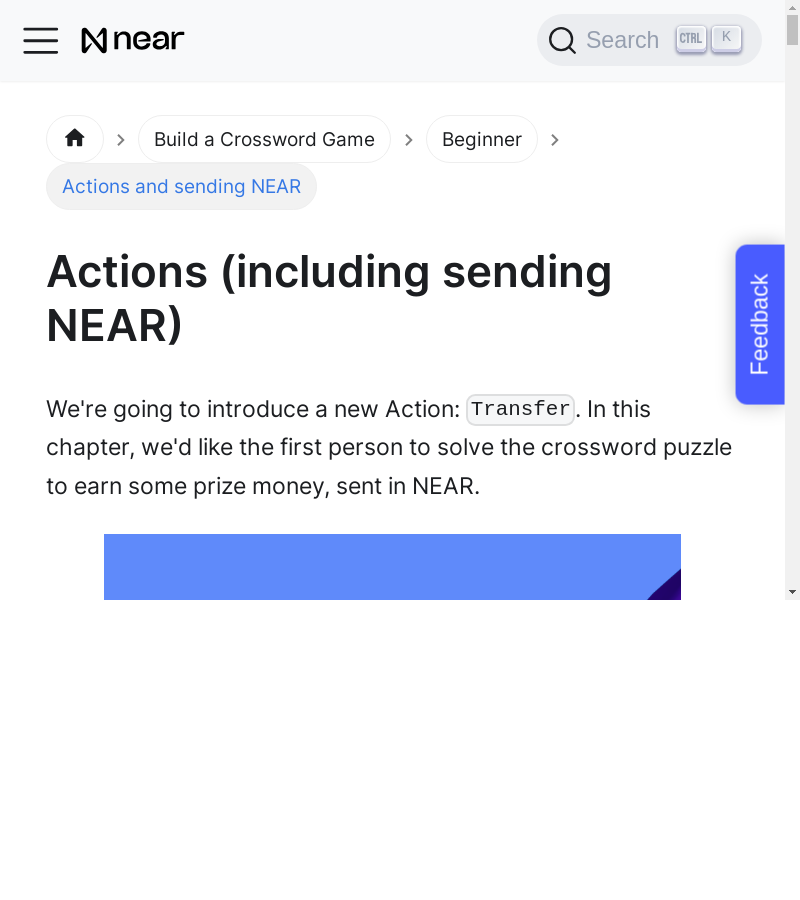 near
Search CTRL K
Build a Crossword Game
Beginner
Actions and sending NEAR
Actions (including sending
NEAR)
Feedback
We're going to introduce a new Action: Transfer. In this
chapter, we'd like the first person to solve the crossword puzzle
to earn some prize money, sent in NEAR.